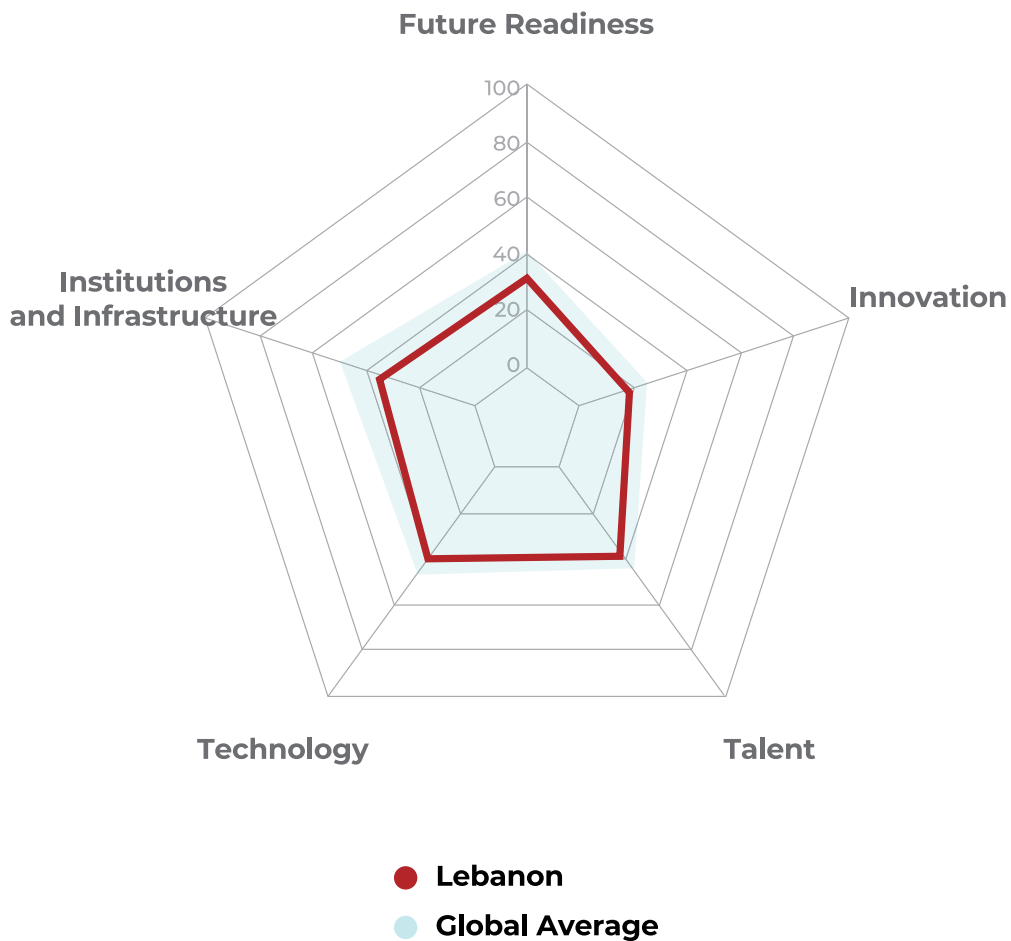 Future Readiness
100
80
60
40
20
0
Institutions
and Infrastructure
Innovation
Technology
Talent
Lebanon
Global Average